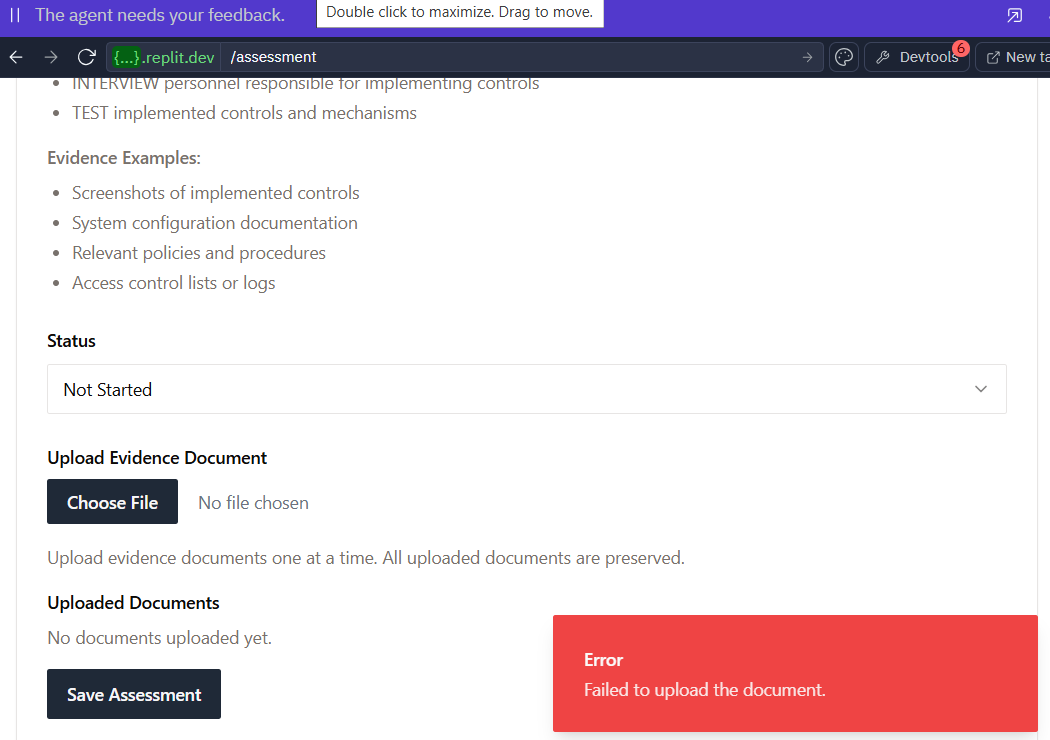 The agent needs your feedback.
Double click to maximize. Drag to move.
{...}.replit.dev /assessment
Devtools 6
New ta
INTERVIEW personnel responsible for implementing controls
TEST implemented controls and mechanisms
Evidence Examples:
Screenshots of implemented controls
System configuration documentation
Relevant policies and procedures
Access control lists or logs
Status
Not Started
Upload Evidence Document
Choose File No file chosen
Upload evidence documents one at a time. All uploaded documents are preserved.
Uploaded Documents
No documents uploaded yet.
Save Assessment
Error
Failed to upload the document.